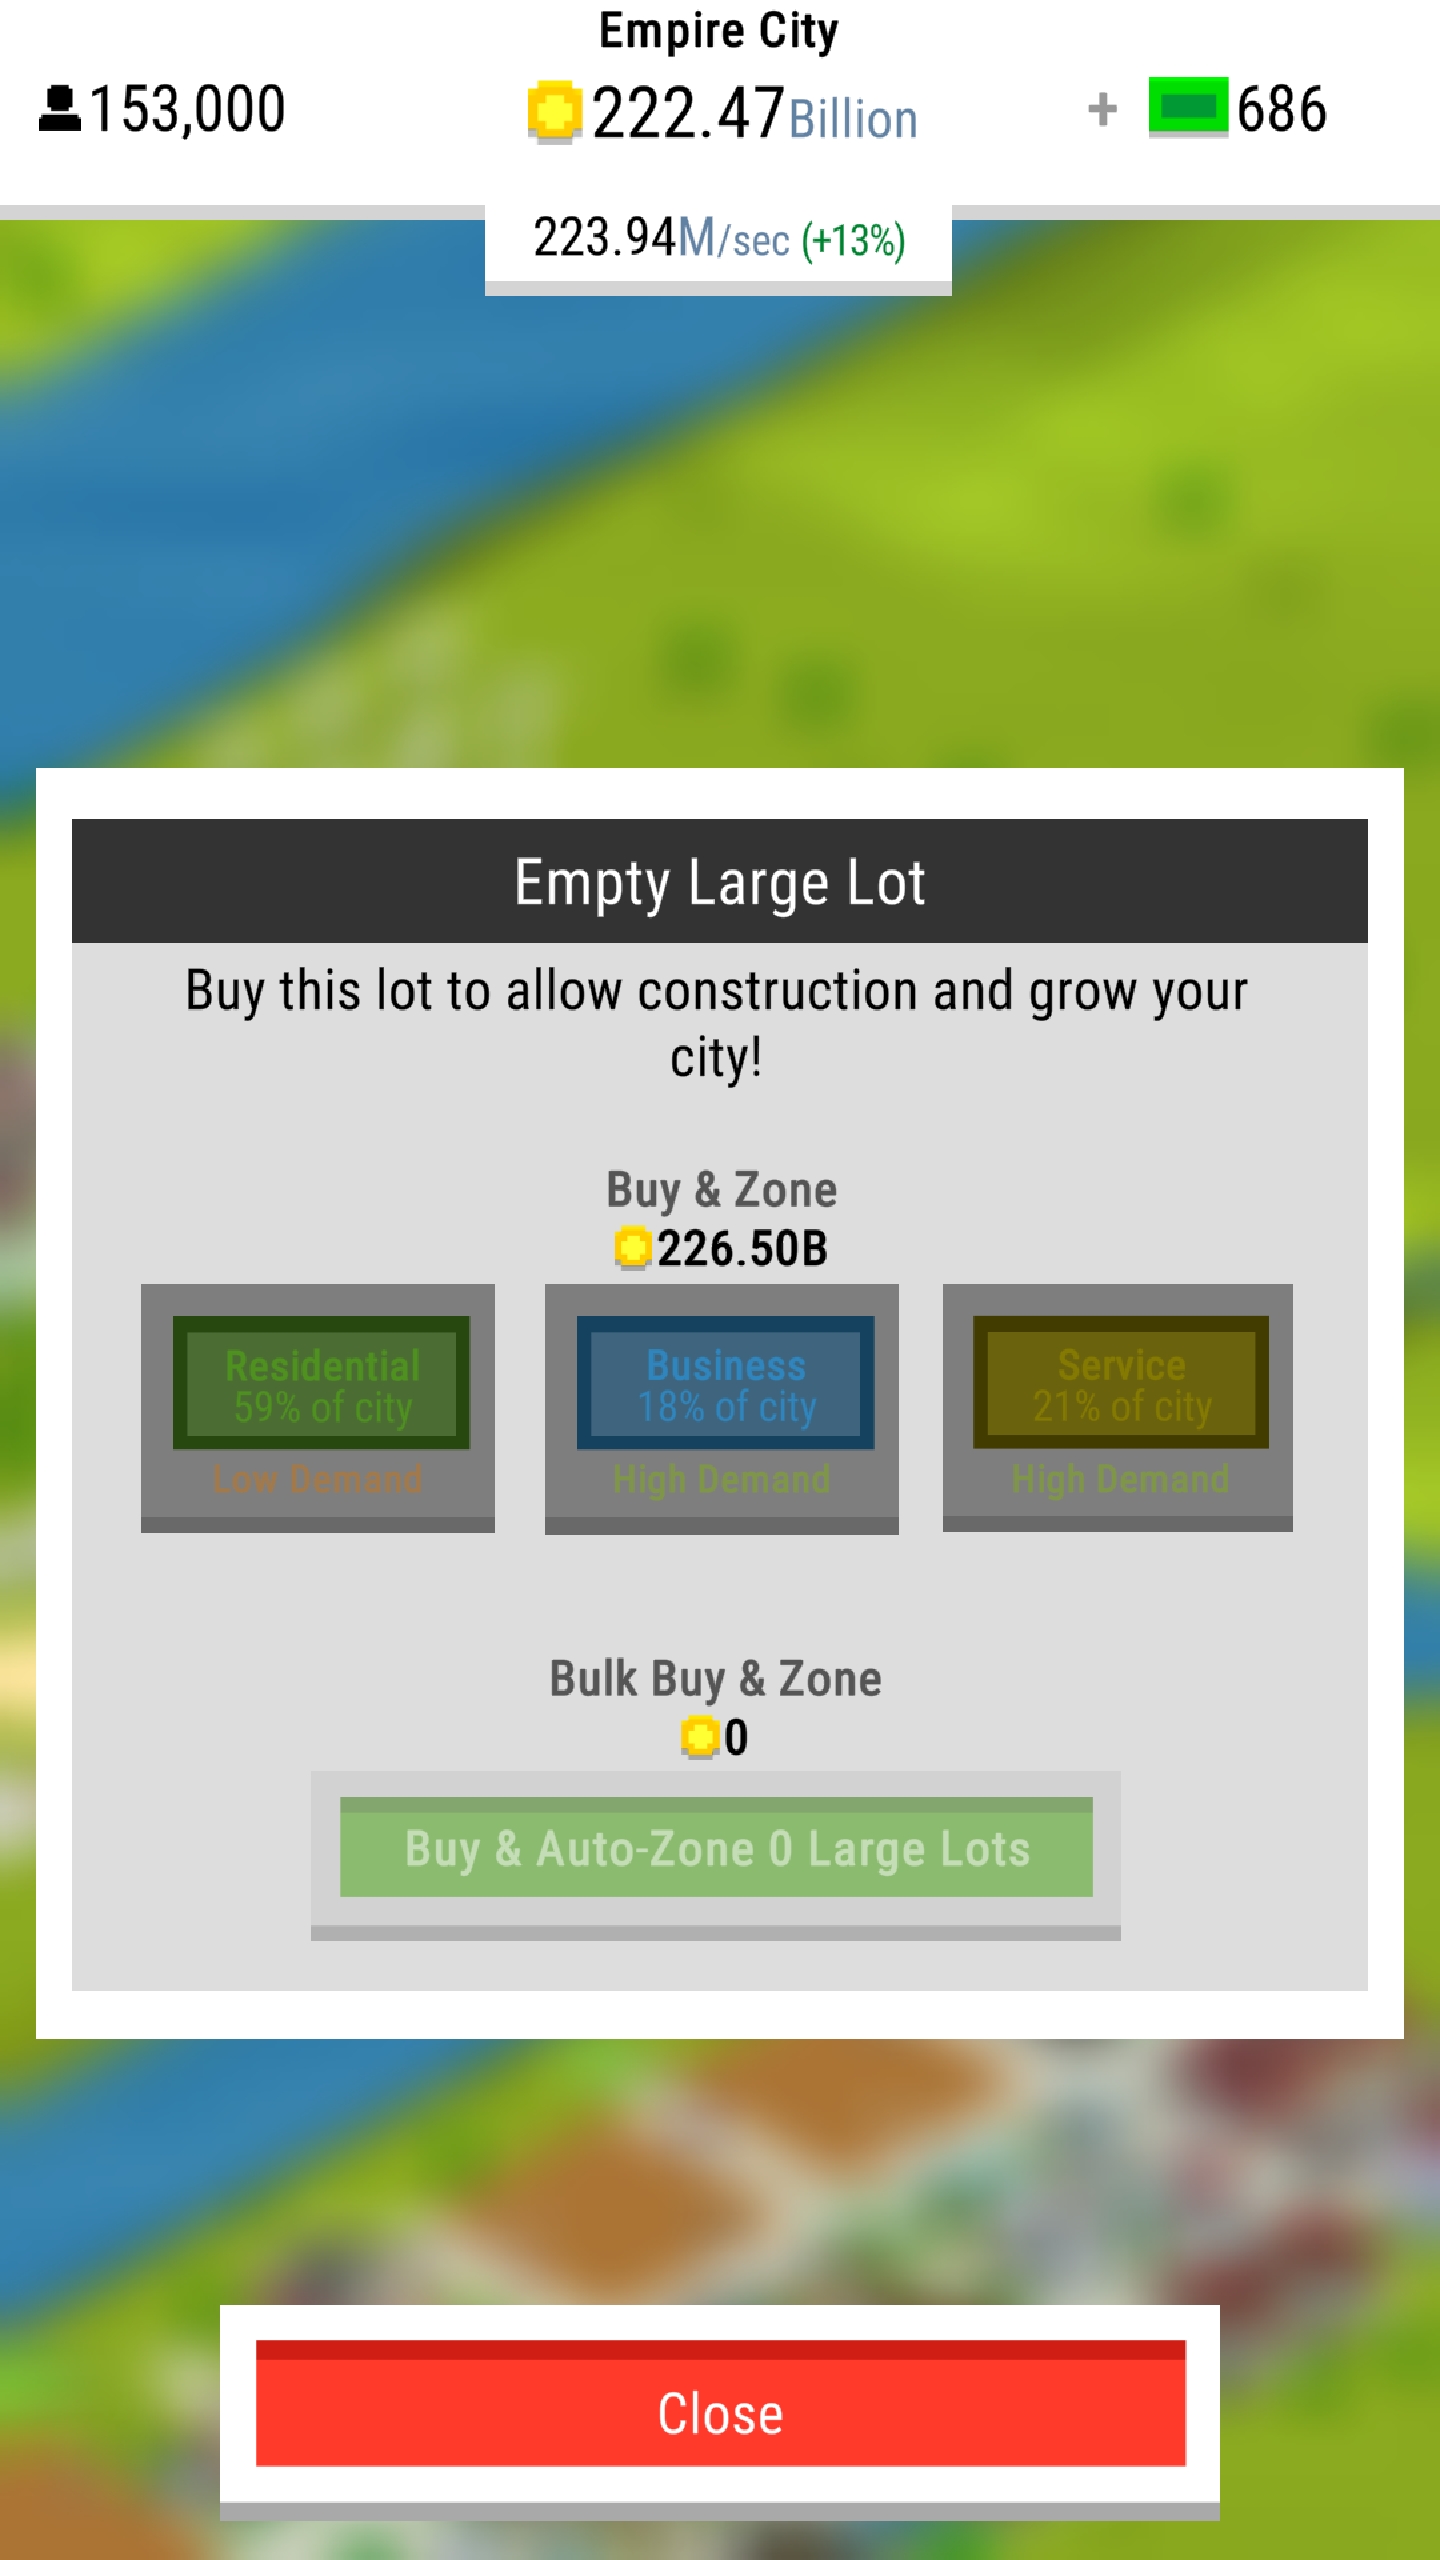 Empire City
153,000
222.47Billion
+ 686
223.94M/sec (+13%)
Empty Large Lot
Buy this lot to allow construction and grow your
city!
Buy & Zone
226.50B
Residential
59% of city
Low Demand
Business
18% of city
High Demand
Service
21% of city
High Demand
Bulk Buy & Zone
0
Buy & Auto-Zone 0 Large Lots
Close